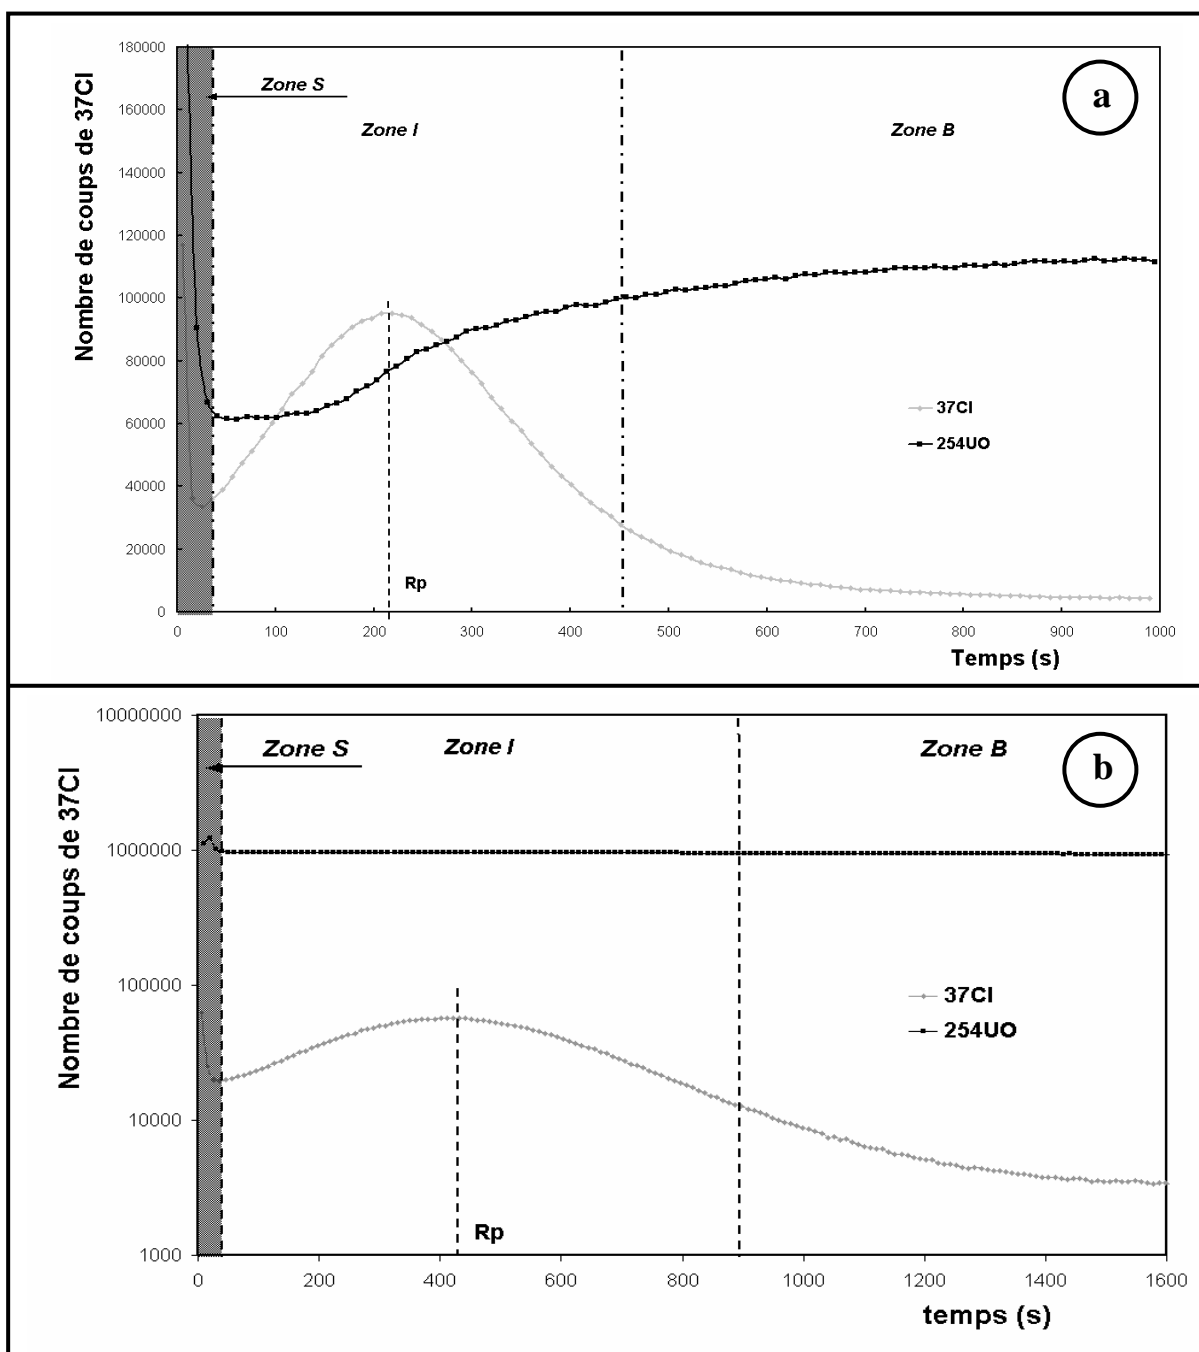 180000
160000
140000
120000
100000
80000
60000
40000
20000
0
Nombre de coups de 37Cl
Zone S
Zone I
Zone B
a
37Cl
254UO
Rp
0 100 200 300 400 500 600 700 800 900 1000
Temps (s)
10000000
1000000
100000
10000
1000
Nombre de coups de 37Cl
Zone S
Zone I
Zone B
b
37Cl
254UO
Rp
0 200 400 600 800 1000 1200 1400 1600
temps (s)